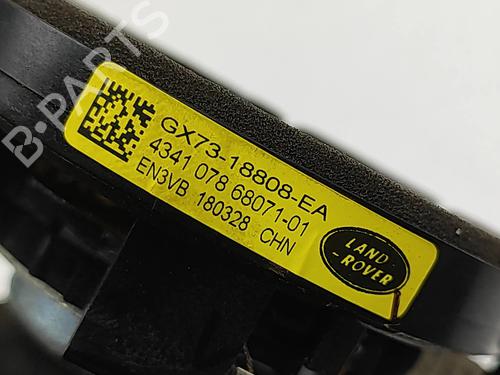 B-PARTS
GX73-18808-EA
4341 078 68071-01
EN3VB 180328 CHN
LAND
-ROVER